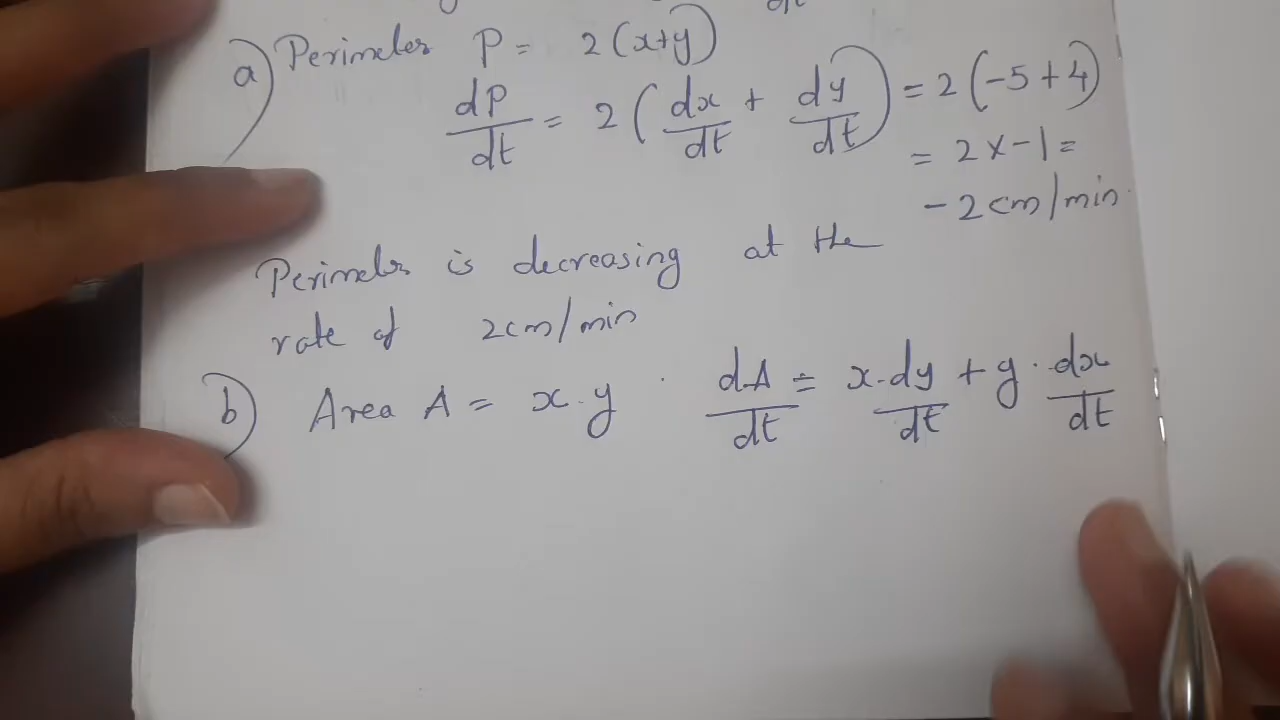 a) Perimeter P = 2(x+y)
dP/dt = 2(dx/dt + dy/dt) = 2(-5+4)
= 2x-1 =
-2cm/min.
Perimeter is decreasing at the
rate of 2cm/min
b) Area A = x.y . dA/dt = x.dy/dt + y.dx/dt